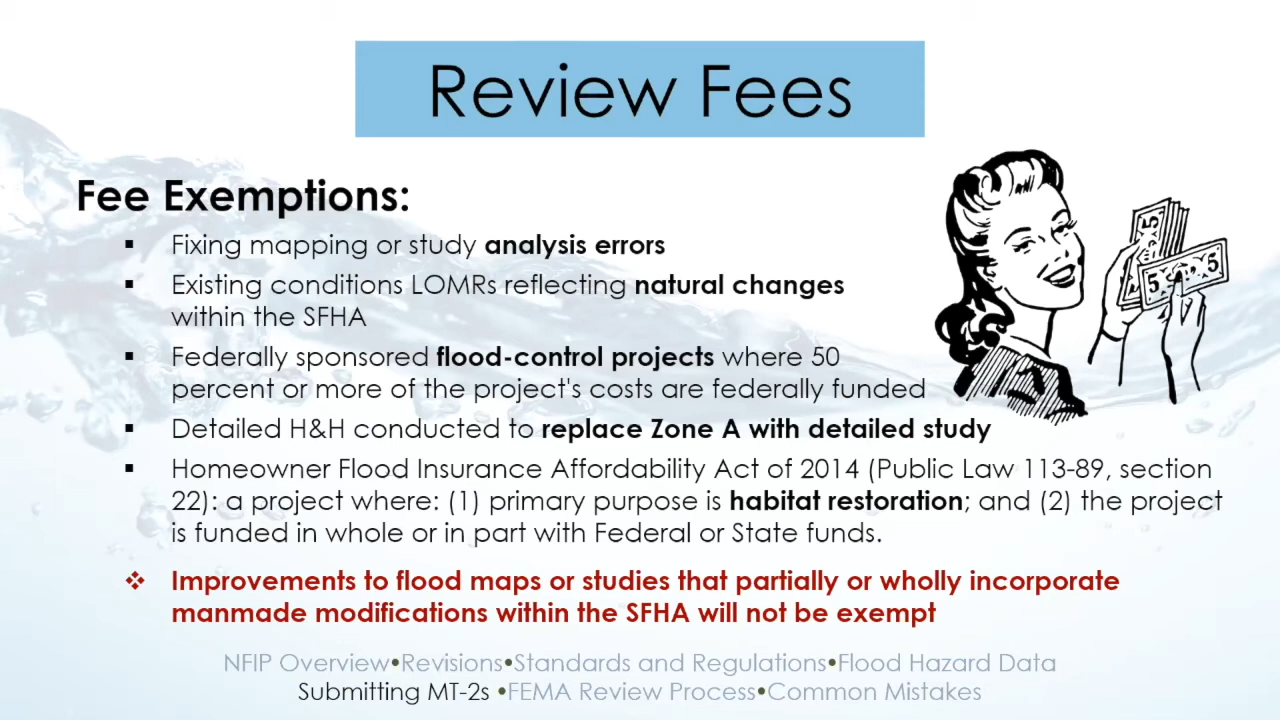 Review Fees
Fee Exemptions:
▪ Fixing mapping or study analysis errors
▪ Existing conditions LOMRs reflecting natural changes
within the SFHA
▪ Federally sponsored flood-control projects where 50
percent or more of the project's costs are federally funded
▪ Detailed H&H conducted to replace Zone A with detailed study
▪ Homeowner Flood Insurance Affordability Act of 2014 (Public Law 113-89, section
22): a project where: (1) primary purpose is habitat restoration; and (2) the project
is funded in whole or in part with Federal or State funds.
❖ Improvements to flood maps or studies that partially or wholly incorporate
manmade modifications within the SFHA will not be exempt
NFIP Overview•Revisions•Standards and Regulations•Flood Hazard Data
Submitting MT-2s •FEMA Review Process•Common Mistakes